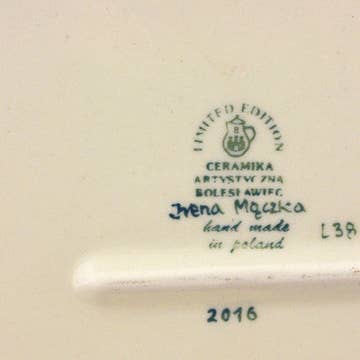 LIMITED EDITION
B
CERAMIKA
ARTYSTYCZNA
BOLESŁAWIEC
Irena Mączka
hand made
in poland
L38
2016